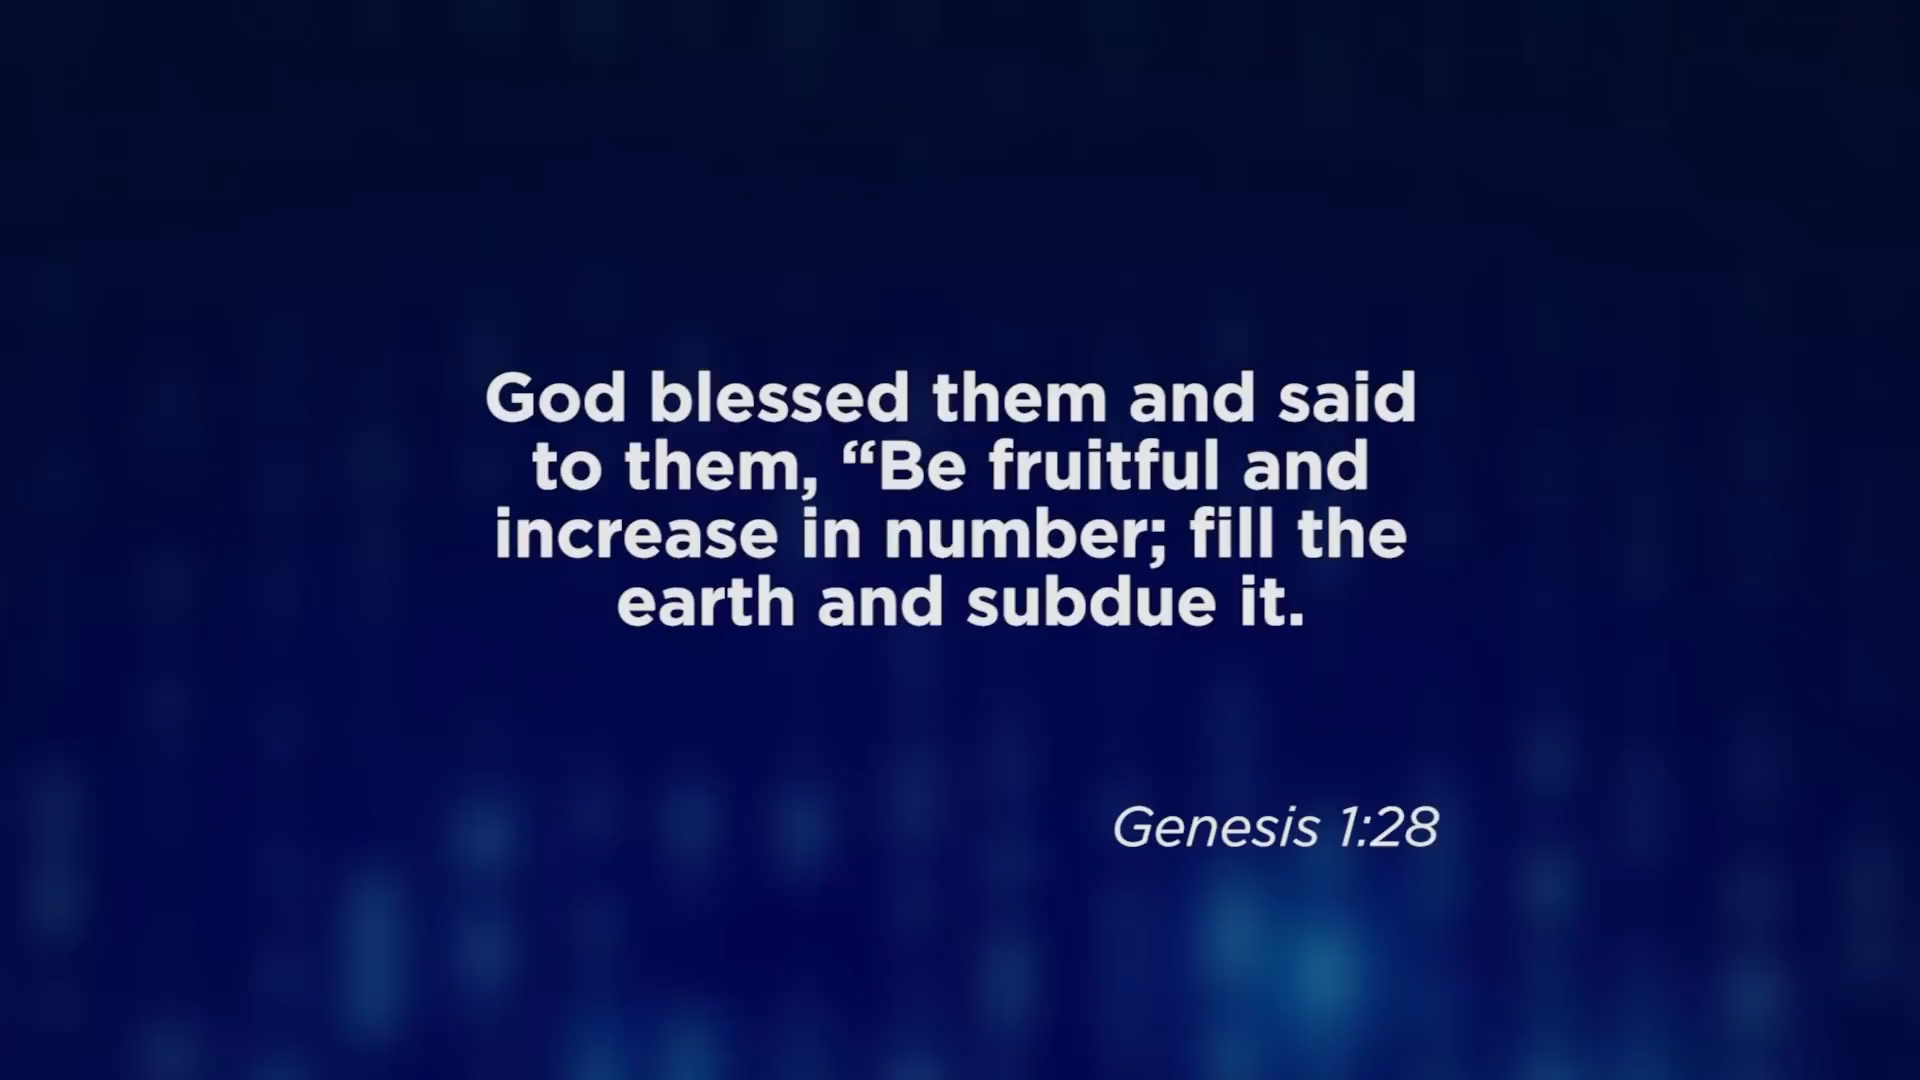 God blessed them and said
to them, “Be fruitful and
increase in number; fill the
earth and subdue it.
Genesis 1:28